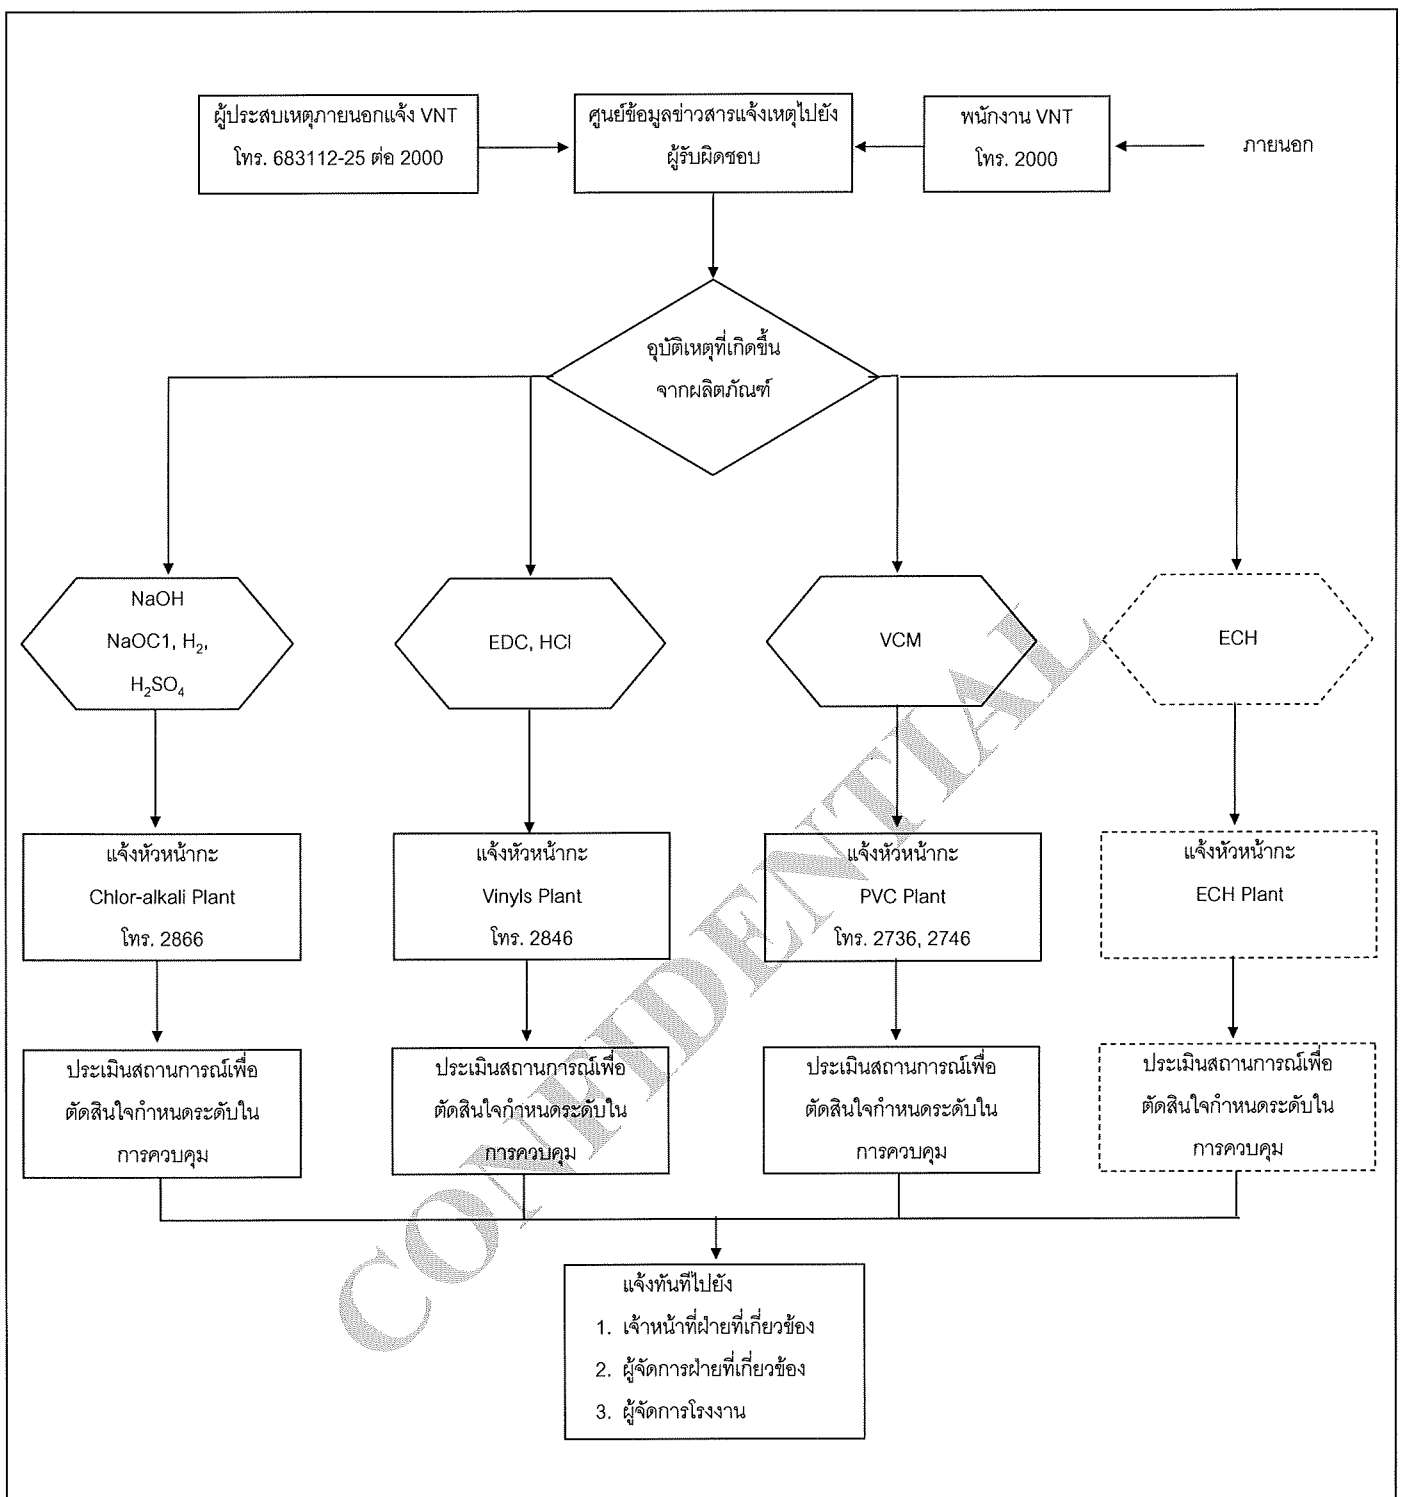 ผู้ประสบเหตุภายนอกแจ้ง VNT
โทร. 683112-25 ต่อ 2000
ศูนย์ข้อมูลข่าวสารแจ้งเหตุไปยัง
ผู้รับผิดชอบ
พนักงาน VNT
โทร. 2000
ภายนอก
อุบัติเหตุที่เกิดขึ้น
จากผลิตภัณฑ์
NaOH
NaOC1, H₂,
H₂SO₄
EDC, HCl
VCM
ECH
แจ้งหัวหน้ากะ
Chlor-alkali Plant
โทร. 2866
แจ้งหัวหน้ากะ
Vinyls Plant
โทร. 2846
แจ้งหัวหน้ากะ
PVC Plant
โทร. 2736, 2746
แจ้งหัวหน้ากะ
ECH Plant
ประเมินสถานการณ์เพื่อ
ตัดสินใจกำหนดระดับใน
การควบคุม
ประเมินสถานการณ์เพื่อ
ตัดสินใจกำหนดระดับใน
การควบคุม
ประเมินสถานการณ์เพื่อ
ตัดสินใจกำหนดระดับใน
การควบคุม
ประเมินสถานการณ์เพื่อ
ตัดสินใจกำหนดระดับใน
การควบคุม
แจ้งทันทีไปยัง
1. เจ้าหน้าที่ฝ่ายที่เกี่ยวข้อง
2. ผู้จัดการฝ่ายที่เกี่ยวข้อง
3. ผู้จัดการโรงงาน
CONFIDENTIAL